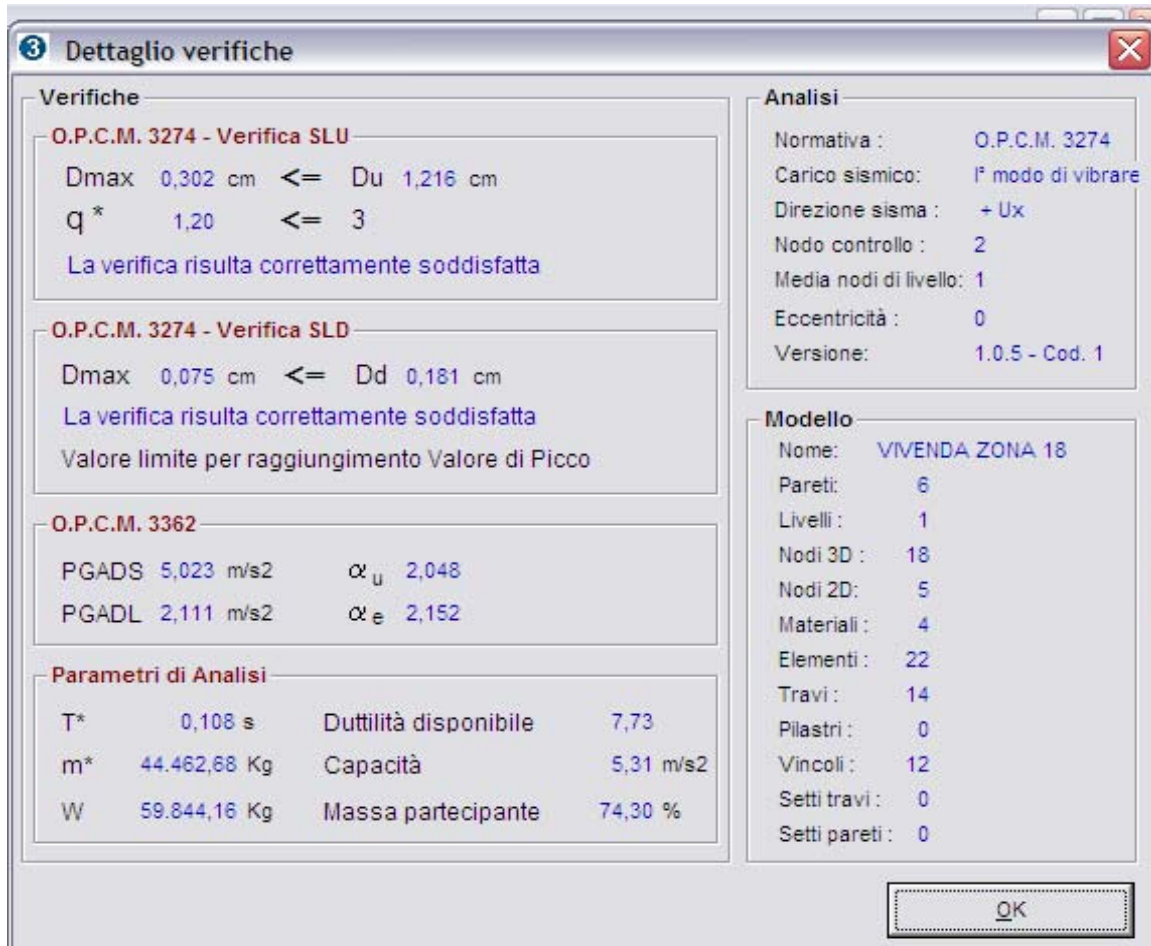 Dettaglio verifiche
Verifiche
O.P.C.M. 3274 - Verifica SLU
Dmax 0,302 cm <= Du 1,216 cm
q * 1,20 <= 3
La verifica risulta correttamente soddisfatta
O.P.C.M. 3274 - Verifica SLD
Dmax 0,075 cm <= Dd 0,181 cm
La verifica risulta correttamente soddisfatta
Valore limite per raggiungimento Valore di Picco
O.P.C.M. 3362
PGADS 5,023 m/s2 α u 2,048
PGADL 2,111 m/s2 α e 2,152
Parametri di Analisi
T* 0,108 s Duttilità disponibile 7,73
m* 44.462,68 Kg Capacità 5,31 m/s2
W 59.844,16 Kg Massa partecipante 74,30 %
Analisi
Normativa : O.P.C.M. 3274
Carico sismico: I° modo di vibrare
Direzione sisma : + Ux
Nodo controllo : 2
Media nodi di livello: 1
Eccentricità : 0
Versione: 1.0.5 - Cod. 1
Modello
Nome: VIVENDA ZONA 18
Pareti: 6
Livelli : 1
Nodi 3D : 18
Nodi 2D: 5
Materiali : 4
Elementi : 22
Travi : 14
Pilastri : 0
Vincoli : 12
Setti travi : 0
Setti pareti : 0
OK